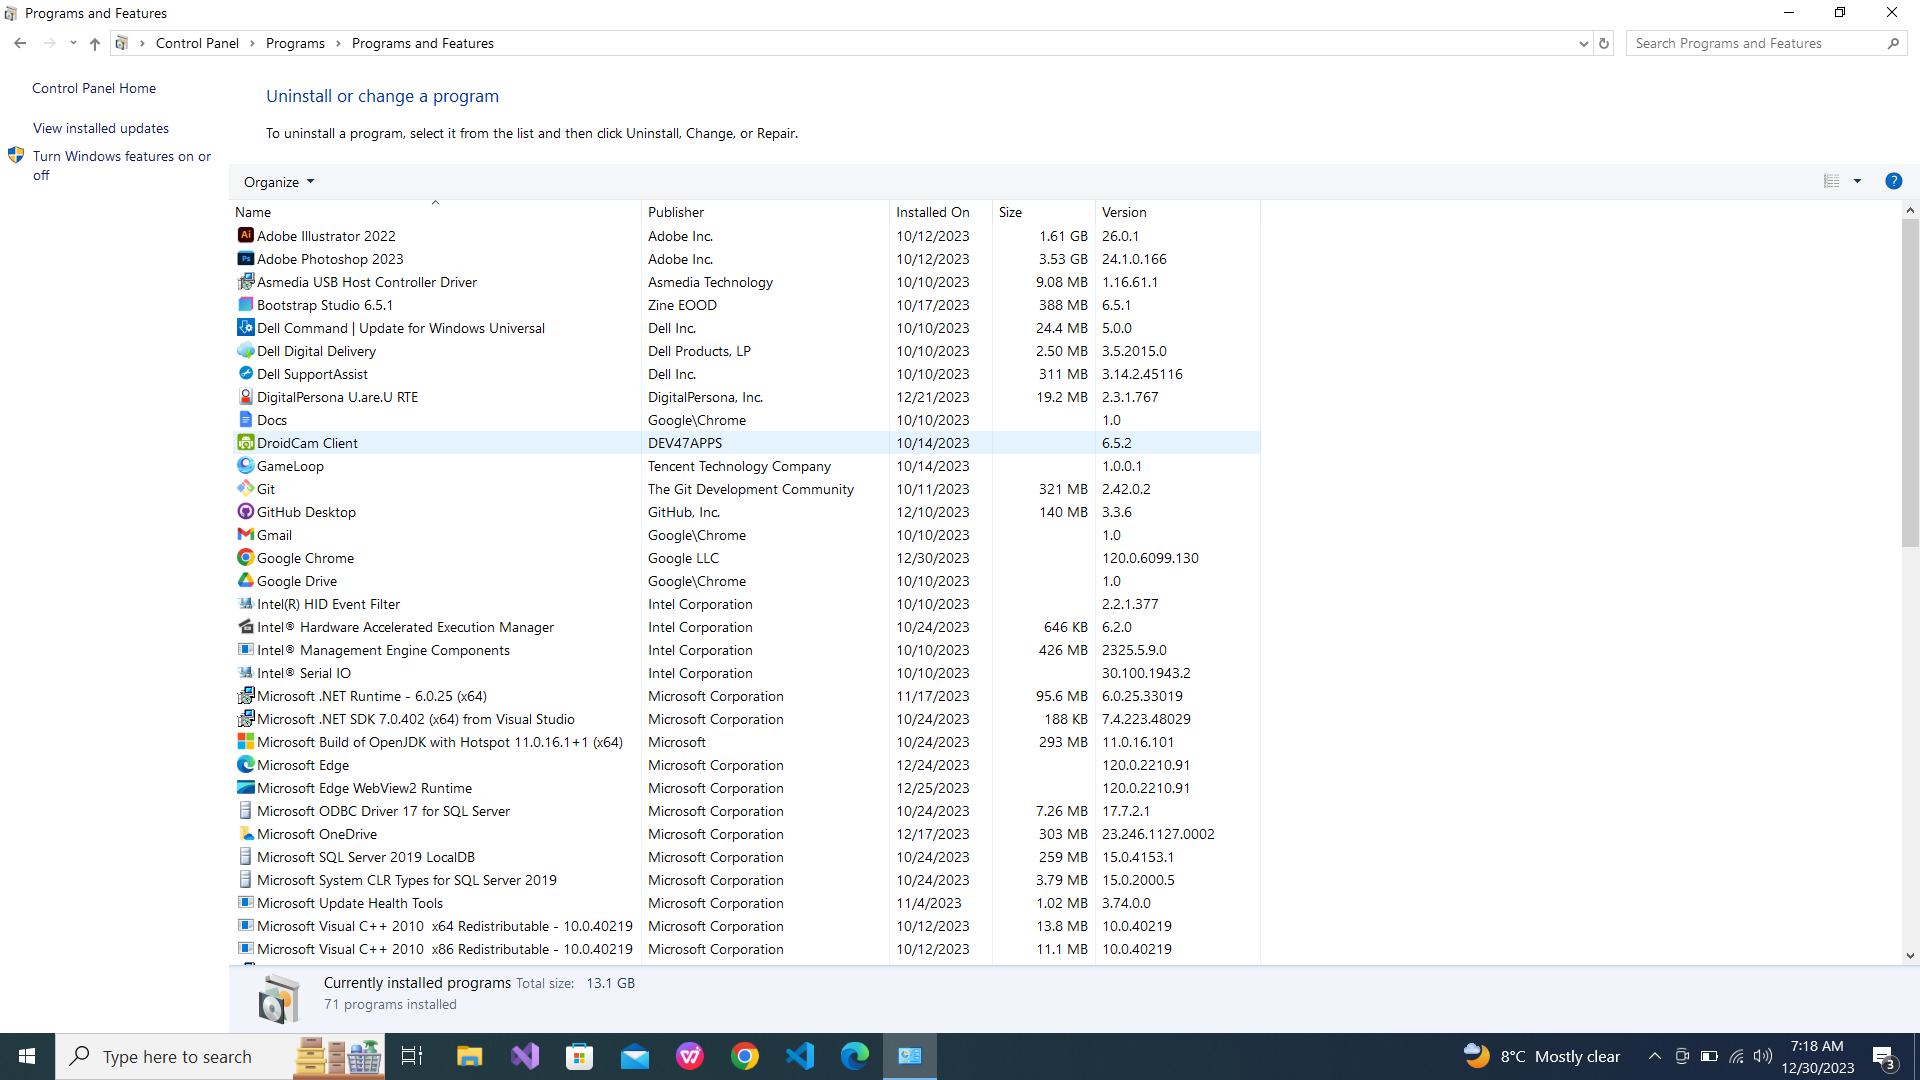 Programs and Features
Control Panel > Programs > Programs and Features
Search Programs and Features
Control Panel Home
View installed updates
Turn Windows features on or
off
Uninstall or change a program
To uninstall a program, select it from the list and then click Uninstall, Change, or Repair.
Organize
Name Publisher Installed On Size Version
Adobe Illustrator 2022 Adobe Inc. 10/12/2023 1.61 GB 26.0.1
Adobe Photoshop 2023 Adobe Inc. 10/12/2023 3.53 GB 24.1.0.166
Asmedia USB Host Controller Driver Asmedia Technology 10/10/2023 9.08 MB 1.16.61.1
Bootstrap Studio 6.5.1 Zine EOOD 10/17/2023 388 MB 6.5.1
Dell Command | Update for Windows Universal Dell Inc. 10/10/2023 24.4 MB 5.0.0
Dell Digital Delivery Dell Products, LP 10/10/2023 2.50 MB 3.5.2015.0
Dell SupportAssist Dell Inc. 10/10/2023 311 MB 3.14.2.45116
DigitalPersona U.are.U RTE DigitalPersona, Inc. 12/21/2023 19.2 MB 2.3.1.767
Docs Google\Chrome 10/10/2023 1.0
DroidCam Client DEV47APPS 10/14/2023 6.5.2
GameLoop Tencent Technology Company 10/14/2023 1.0.0.1
Git The Git Development Community 10/11/2023 321 MB 2.42.0.2
GitHub Desktop GitHub, Inc. 12/10/2023 140 MB 3.3.6
Gmail Google\Chrome 10/10/2023 1.0
Google Chrome Google LLC 12/30/2023 120.0.6099.130
Google Drive Google\Chrome 10/10/2023 1.0
Intel(R) HID Event Filter Intel Corporation 10/10/2023 2.2.1.377
Intel® Hardware Accelerated Execution Manager Intel Corporation 10/24/2023 646 KB 6.2.0
Intel® Management Engine Components Intel Corporation 10/10/2023 426 MB 2325.5.9.0
Intel® Serial IO Intel Corporation 10/10/2023 30.100.1943.2
Microsoft .NET Runtime - 6.0.25 (x64) Microsoft Corporation 11/17/2023 95.6 MB 6.0.25.33019
Microsoft .NET SDK 7.0.402 (x64) from Visual Studio Microsoft Corporation 10/24/2023 188 KB 7.4.223.48029
Microsoft Build of OpenJDK with Hotspot 11.0.16.1+1 (x64) Microsoft 10/24/2023 293 MB 11.0.16.101
Microsoft Edge Microsoft Corporation 12/24/2023 120.0.2210.91
Microsoft Edge WebView2 Runtime Microsoft Corporation 12/25/2023 120.0.2210.91
Microsoft ODBC Driver 17 for SQL Server Microsoft Corporation 10/24/2023 7.26 MB 17.7.2.1
Microsoft OneDrive Microsoft Corporation 12/17/2023 303 MB 23.246.1127.0002
Microsoft SQL Server 2019 LocalDB Microsoft Corporation 10/24/2023 259 MB 15.0.4153.1
Microsoft System CLR Types for SQL Server 2019 Microsoft Corporation 10/24/2023 3.79 MB 15.0.2000.5
Microsoft Update Health Tools Microsoft Corporation 11/4/2023 1.02 MB 3.74.0.0
Microsoft Visual C++ 2010 x64 Redistributable - 10.0.40219 Microsoft Corporation 10/12/2023 13.8 MB 10.0.40219
Microsoft Visual C++ 2010 x86 Redistributable - 10.0.40219 Microsoft Corporation 10/12/2023 11.1 MB 10.0.40219
Currently installed programs Total size: 13.1 GB
71 programs installed
Type here to search
8°C Mostly clear
7:18 AM
12/30/2023
3